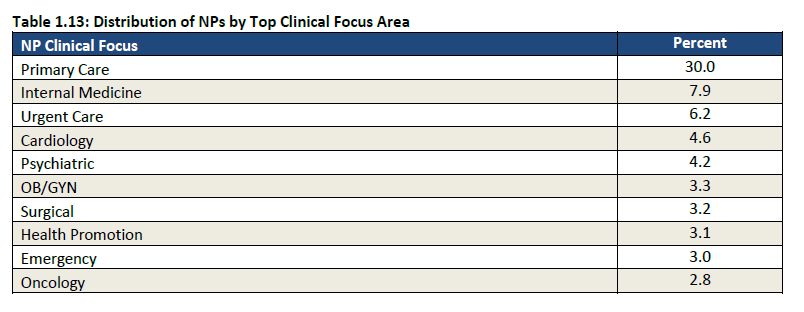 Table 1.13: Distribution of NPs by Top Clinical Focus Area
NP Clinical Focus Percent
Primary Care 30.0
Internal Medicine 7.9
Urgent Care 6.2
Cardiology 4.6
Psychiatric 4.2
OB/GYN 3.3
Surgical 3.2
Health Promotion 3.1
Emergency 3.0
Oncology 2.8